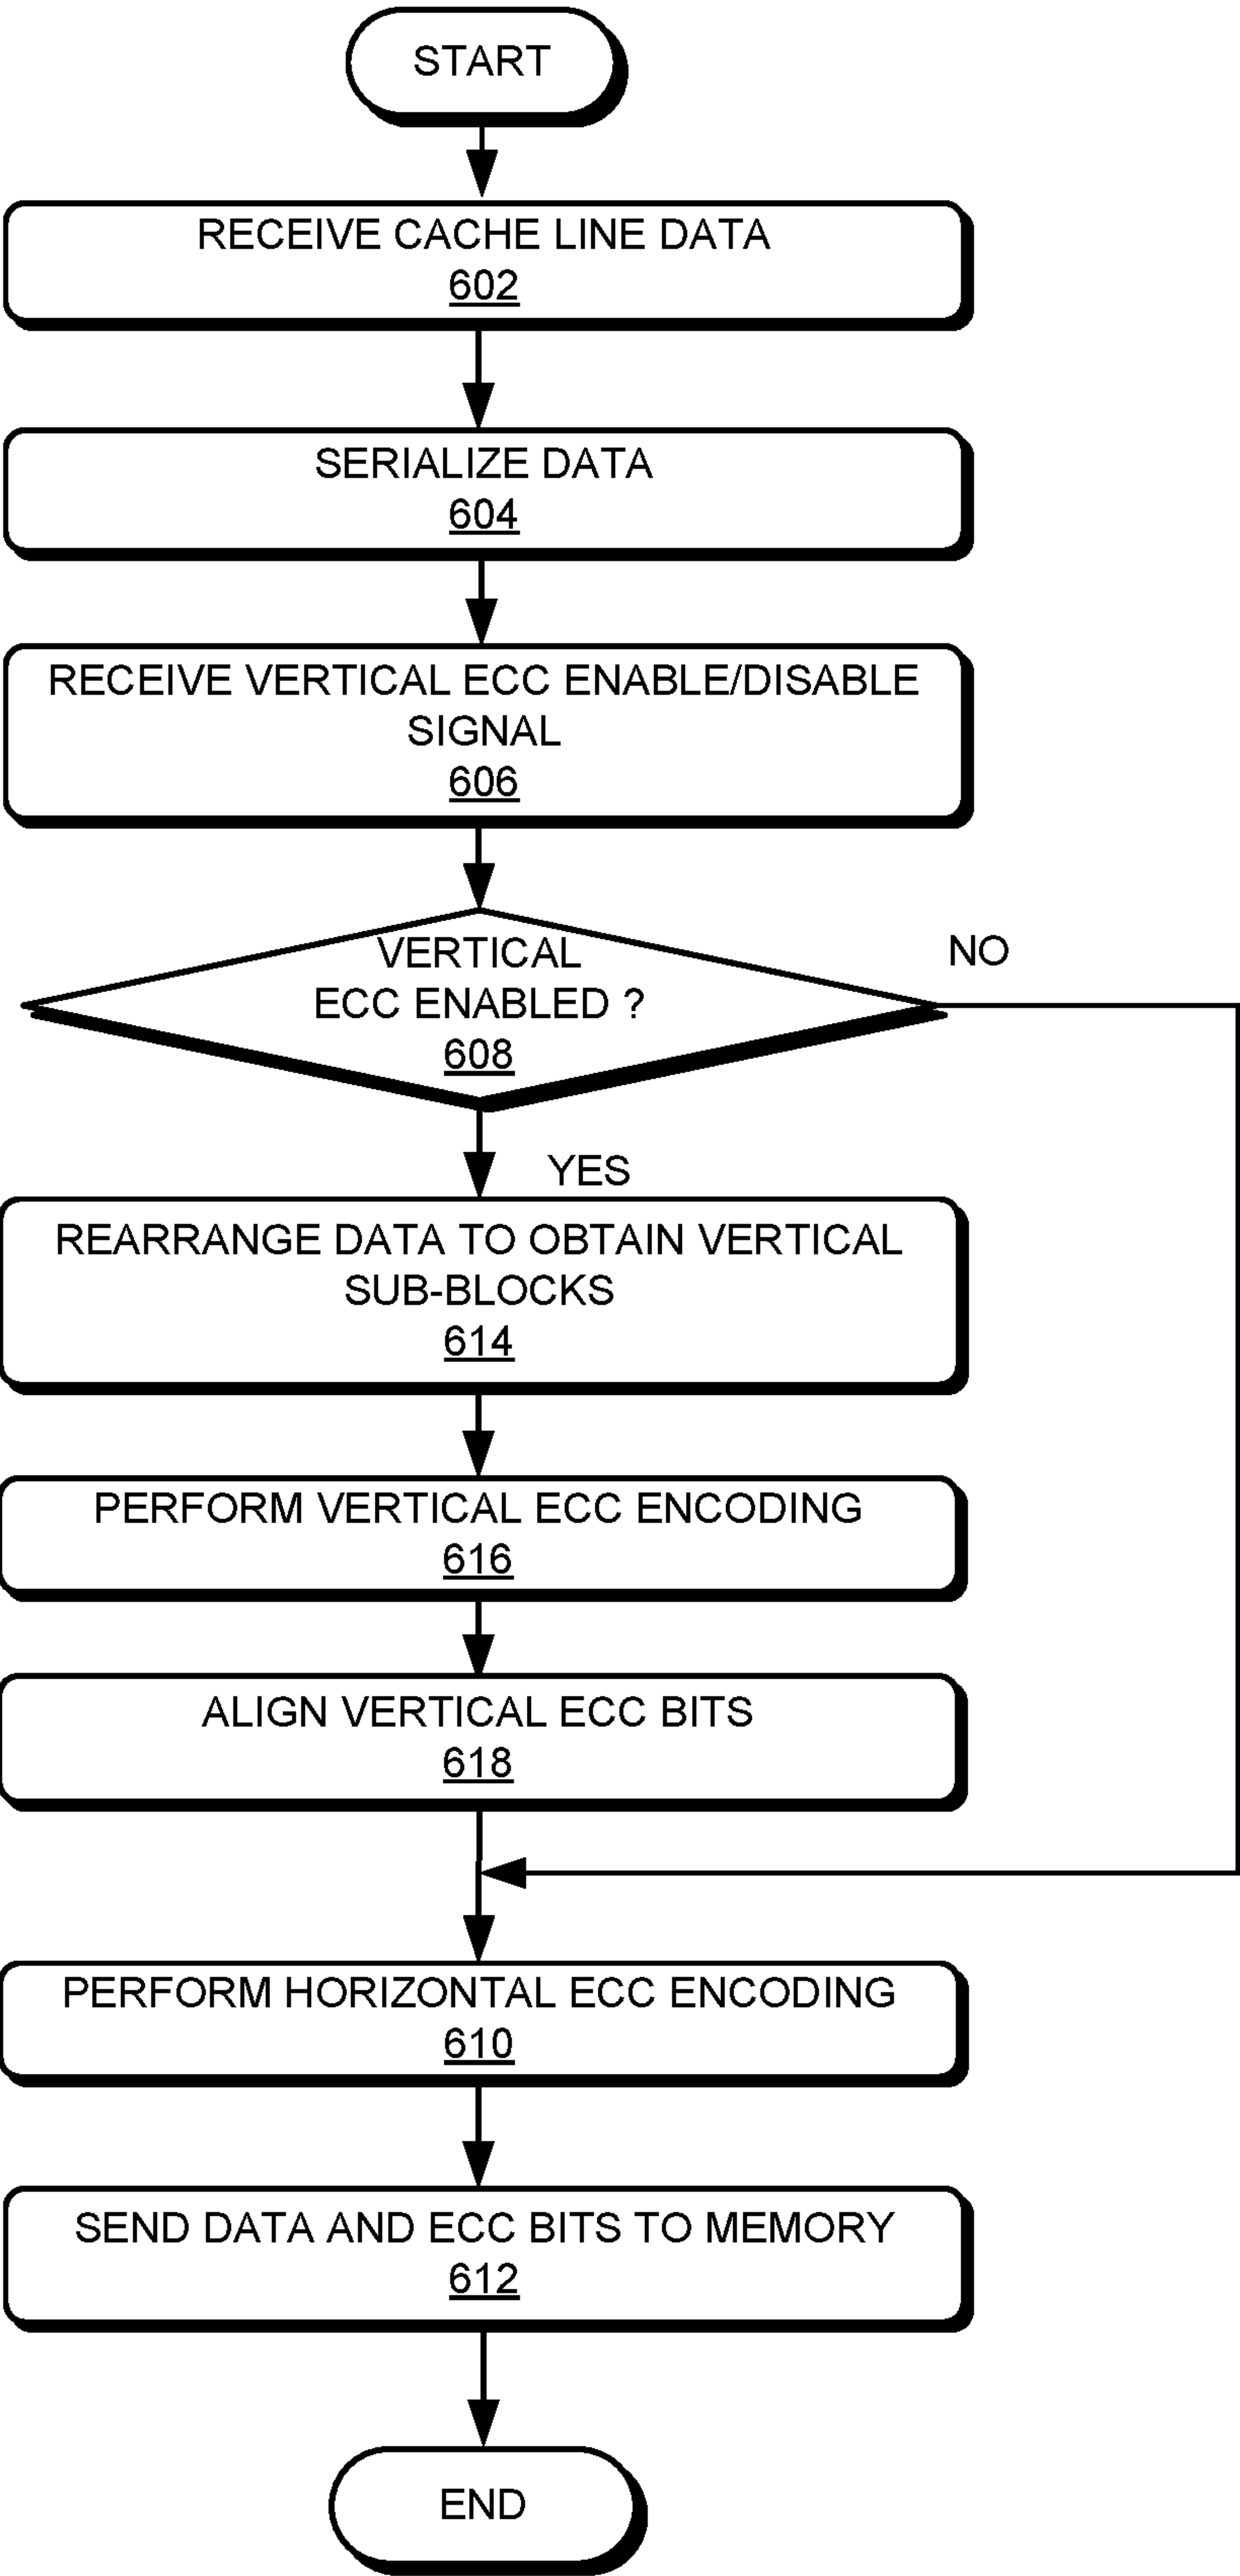 START
RECEIVE CACHE LINE DATA
602
SERIALIZE DATA
604
RECEIVE VERTICAL ECC ENABLE/DISABLE
SIGNAL
606
VERTICAL
ECC ENABLED ?
608
NO
YES
REARRANGE DATA TO OBTAIN VERTICAL
SUB-BLOCKS
614
PERFORM VERTICAL ECC ENCODING
616
ALIGN VERTICAL ECC BITS
618
PERFORM HORIZONTAL ECC ENCODING
610
SEND DATA AND ECC BITS TO MEMORY
612
END